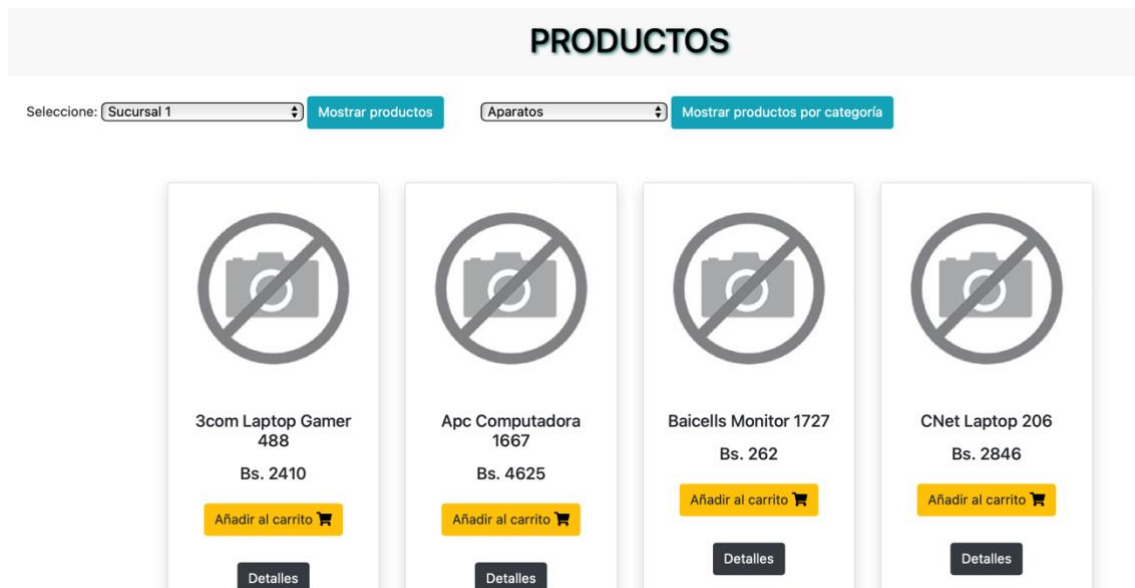 PRODUCTOS
Seleccione: Sucursal 1 Mostrar productos Aparatos Mostrar productos por categoría
3com Laptop Gamer
488
Bs. 2410
Añadir al carrito
Detalles
Apc Computadora
1667
Bs. 4625
Añadir al carrito
Detalles
Baicells Monitor 1727
Bs. 262
Añadir al carrito
Detalles
CNet Laptop 206
Bs. 2846
Añadir al carrito
Detalles